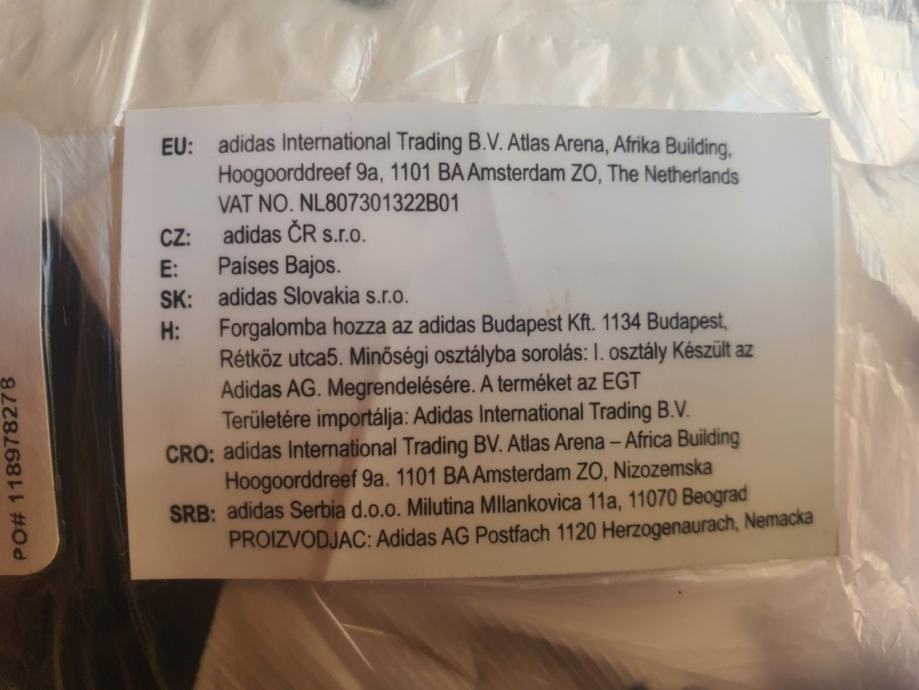 EU: adidas International Trading B.V. Atlas Arena, Afrika Building,
Hoogoorddreef 9a, 1101 BA Amsterdam ZO, The Netherlands
VAT NO. NL807301322B01
CZ: adidas ČR s.r.o.
E: Países Bajos.
SK: adidas Slovakia s.r.o.
H: Forgalomba hozza az adidas Budapest Kft. 1134 Budapest,
Rétköz utca5. Minőségi osztályba sorolás: I. osztály Készült az
Adidas AG. Megrendelésére. A terméket az EGT
Területére importálja: Adidas International Trading B.V.
CRO: adidas International Trading BV. Atlas Arena – Africa Building
Hoogoorddreef 9a. 1101 BA Amsterdam ZO, Nizozemska
SRB: adidas Serbia d.o.o. Milutina MIlankovica 11a, 11070 Beograd
PROIZVODJAC: Adidas AG Postfach 1120 Herzogenaurach, Nemacka
PO# 118978278